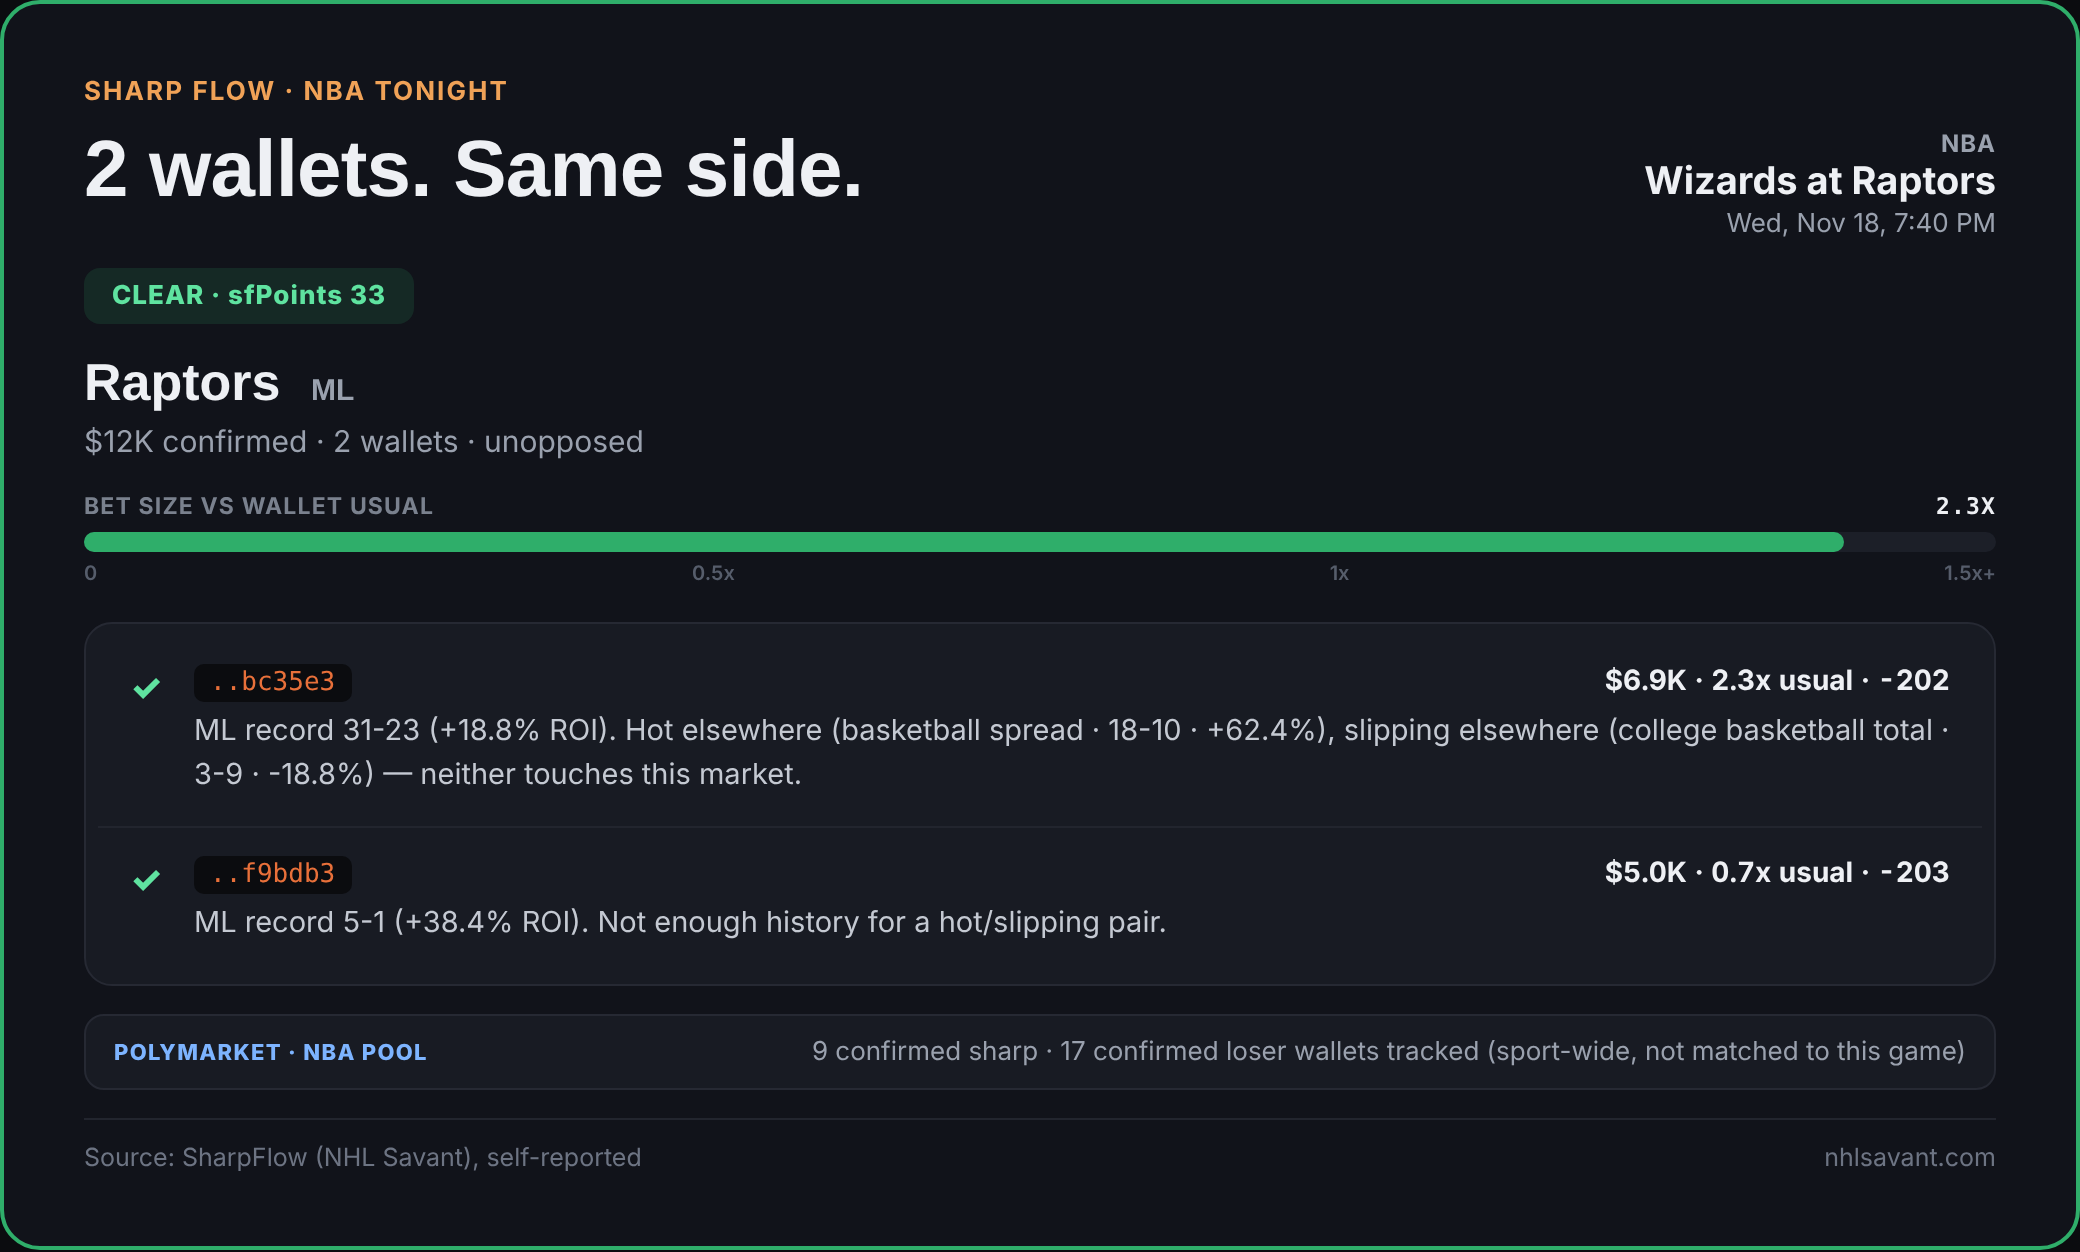 SHARP FLOW · NBA TONIGHT
2 wallets. Same side.
NBA
Wizards at Raptors
Wed, Nov 18, 7:40 PM
CLEAR · sfPoints 33
Raptors ML
$12K confirmed · 2 wallets · unopposed
BET SIZE VS WALLET USUAL 2.3X
0 0.5x 1x 1.5x+
..bc35e3 $6.9K · 2.3x usual · -202
ML record 31-23 (+18.8% ROI). Hot elsewhere (basketball spread · 18-10 · +62.4%), slipping elsewhere (college basketball total ·
3-9 · -18.8%) — neither touches this market.
..f9bdb3 $5.0K · 0.7x usual · -203
ML record 5-1 (+38.4% ROI). Not enough history for a hot/slipping pair.
POLYMARKET · NBA POOL 9 confirmed sharp · 17 confirmed loser wallets tracked (sport-wide, not matched to this game)
Source: SharpFlow (NHL Savant), self-reported nhlsavant.com